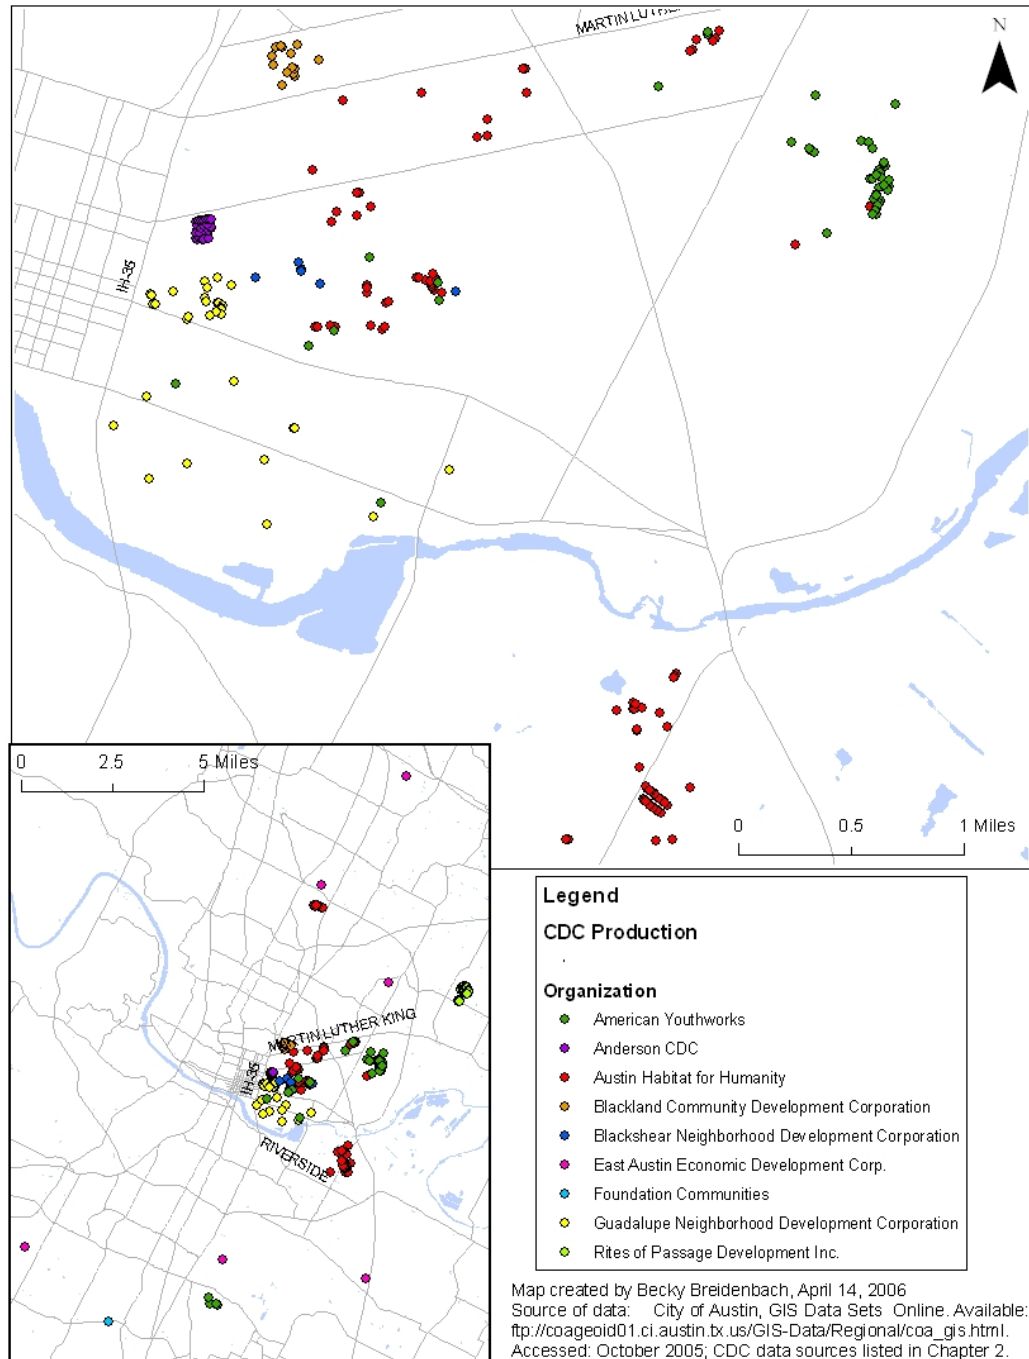 MARTIN LUTHE
N
IH-35
0 0.5 1 Miles
0 2.5 5 Miles
MARTIN LUTHER KING
IH-35
RIVERSIDE
Legend
CDC Production
Organization
American Youthworks
Anderson CDC
Austin Habitat for Humanity
Blackland Community Development Corporation
Blackshear Neighborhood Development Corporation
East Austin Economic Development Corp.
Foundation Communities
Guadalupe Neighborhood Development Corporation
Rites of Passage Development Inc.
Map created by Becky Breidenbach, April 14, 2006
Source of data: City of Austin, GIS Data Sets Online. Available:
ftp://coageoid01.ci.austin.tx.us/GIS-Data/Regional/coa_gis.html.
Accessed: October 2005; CDC data sources listed in Chapter 2.